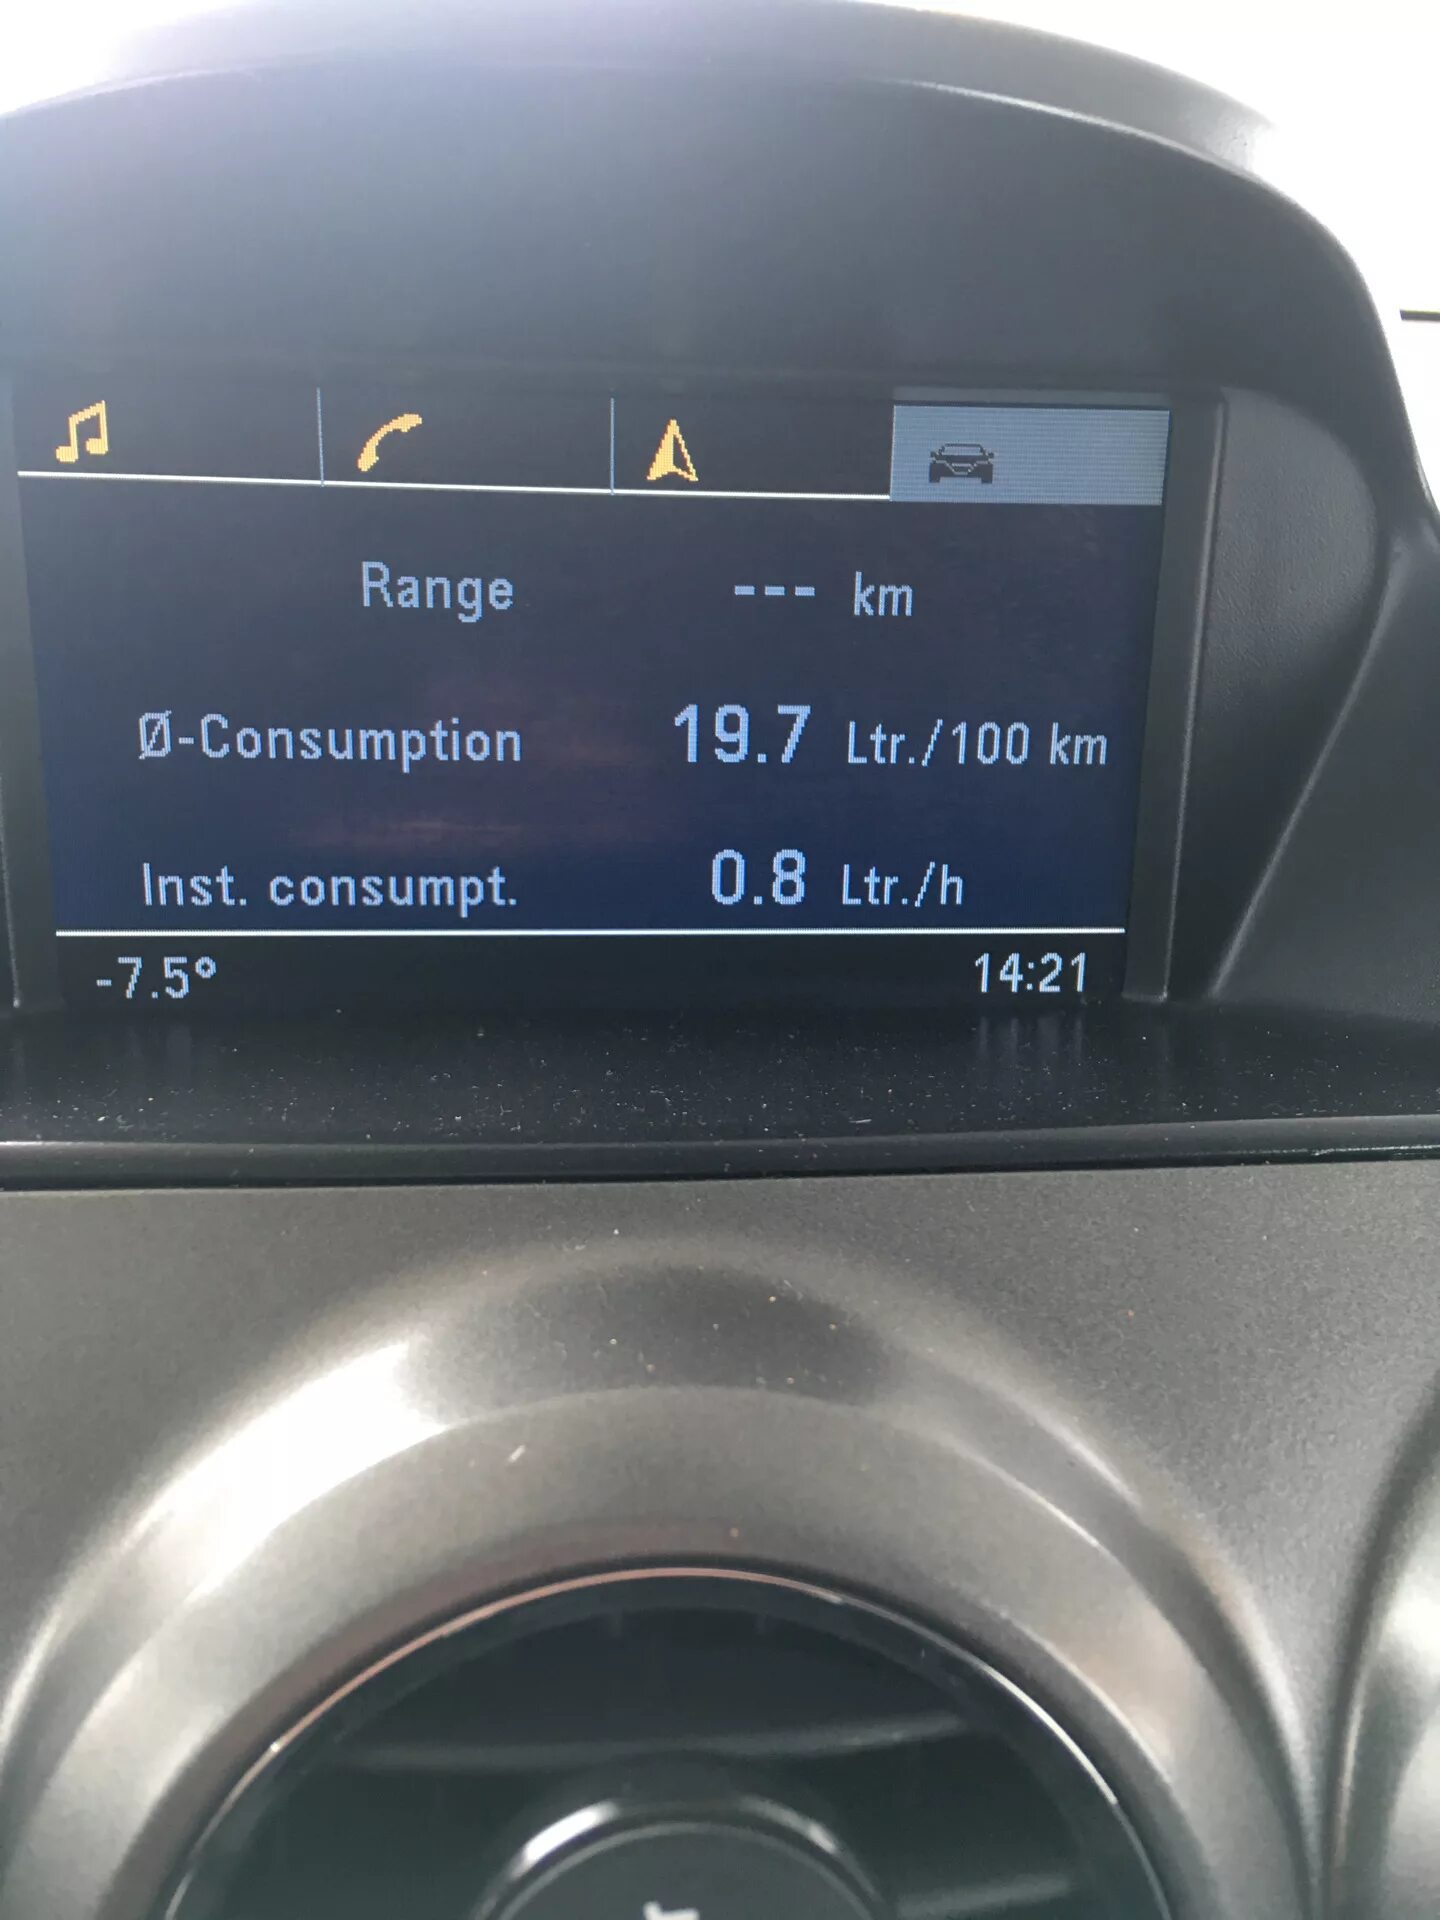 Range --- km
Ø-Consumption 19.7 Ltr./100 km
Inst. consumpt. 0.8 Ltr./h
-7.5° 14:21